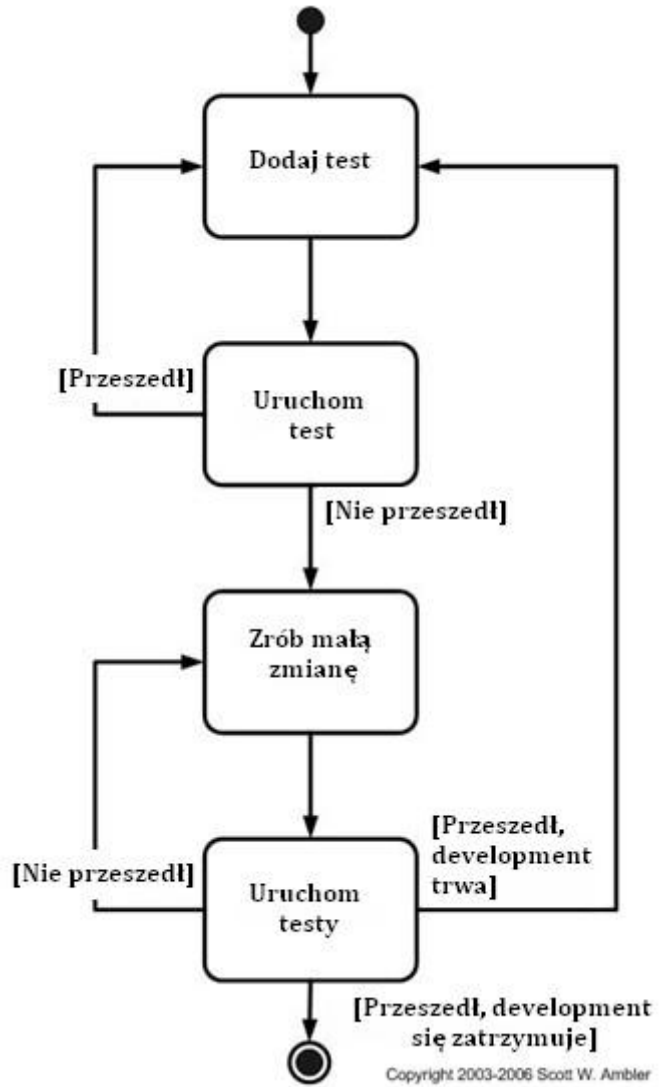 Dodaj test
[Przeszedł]
Uruchom
test
[Nie przeszedł]
Zrób małą
zmianę
[Przeszedł,
development
trwa]
[Nie przeszedł]
Uruchom
testy
[Przeszedł, development
się zatrzymuje]
Copyright 2003-2006 Scott W. Ambler